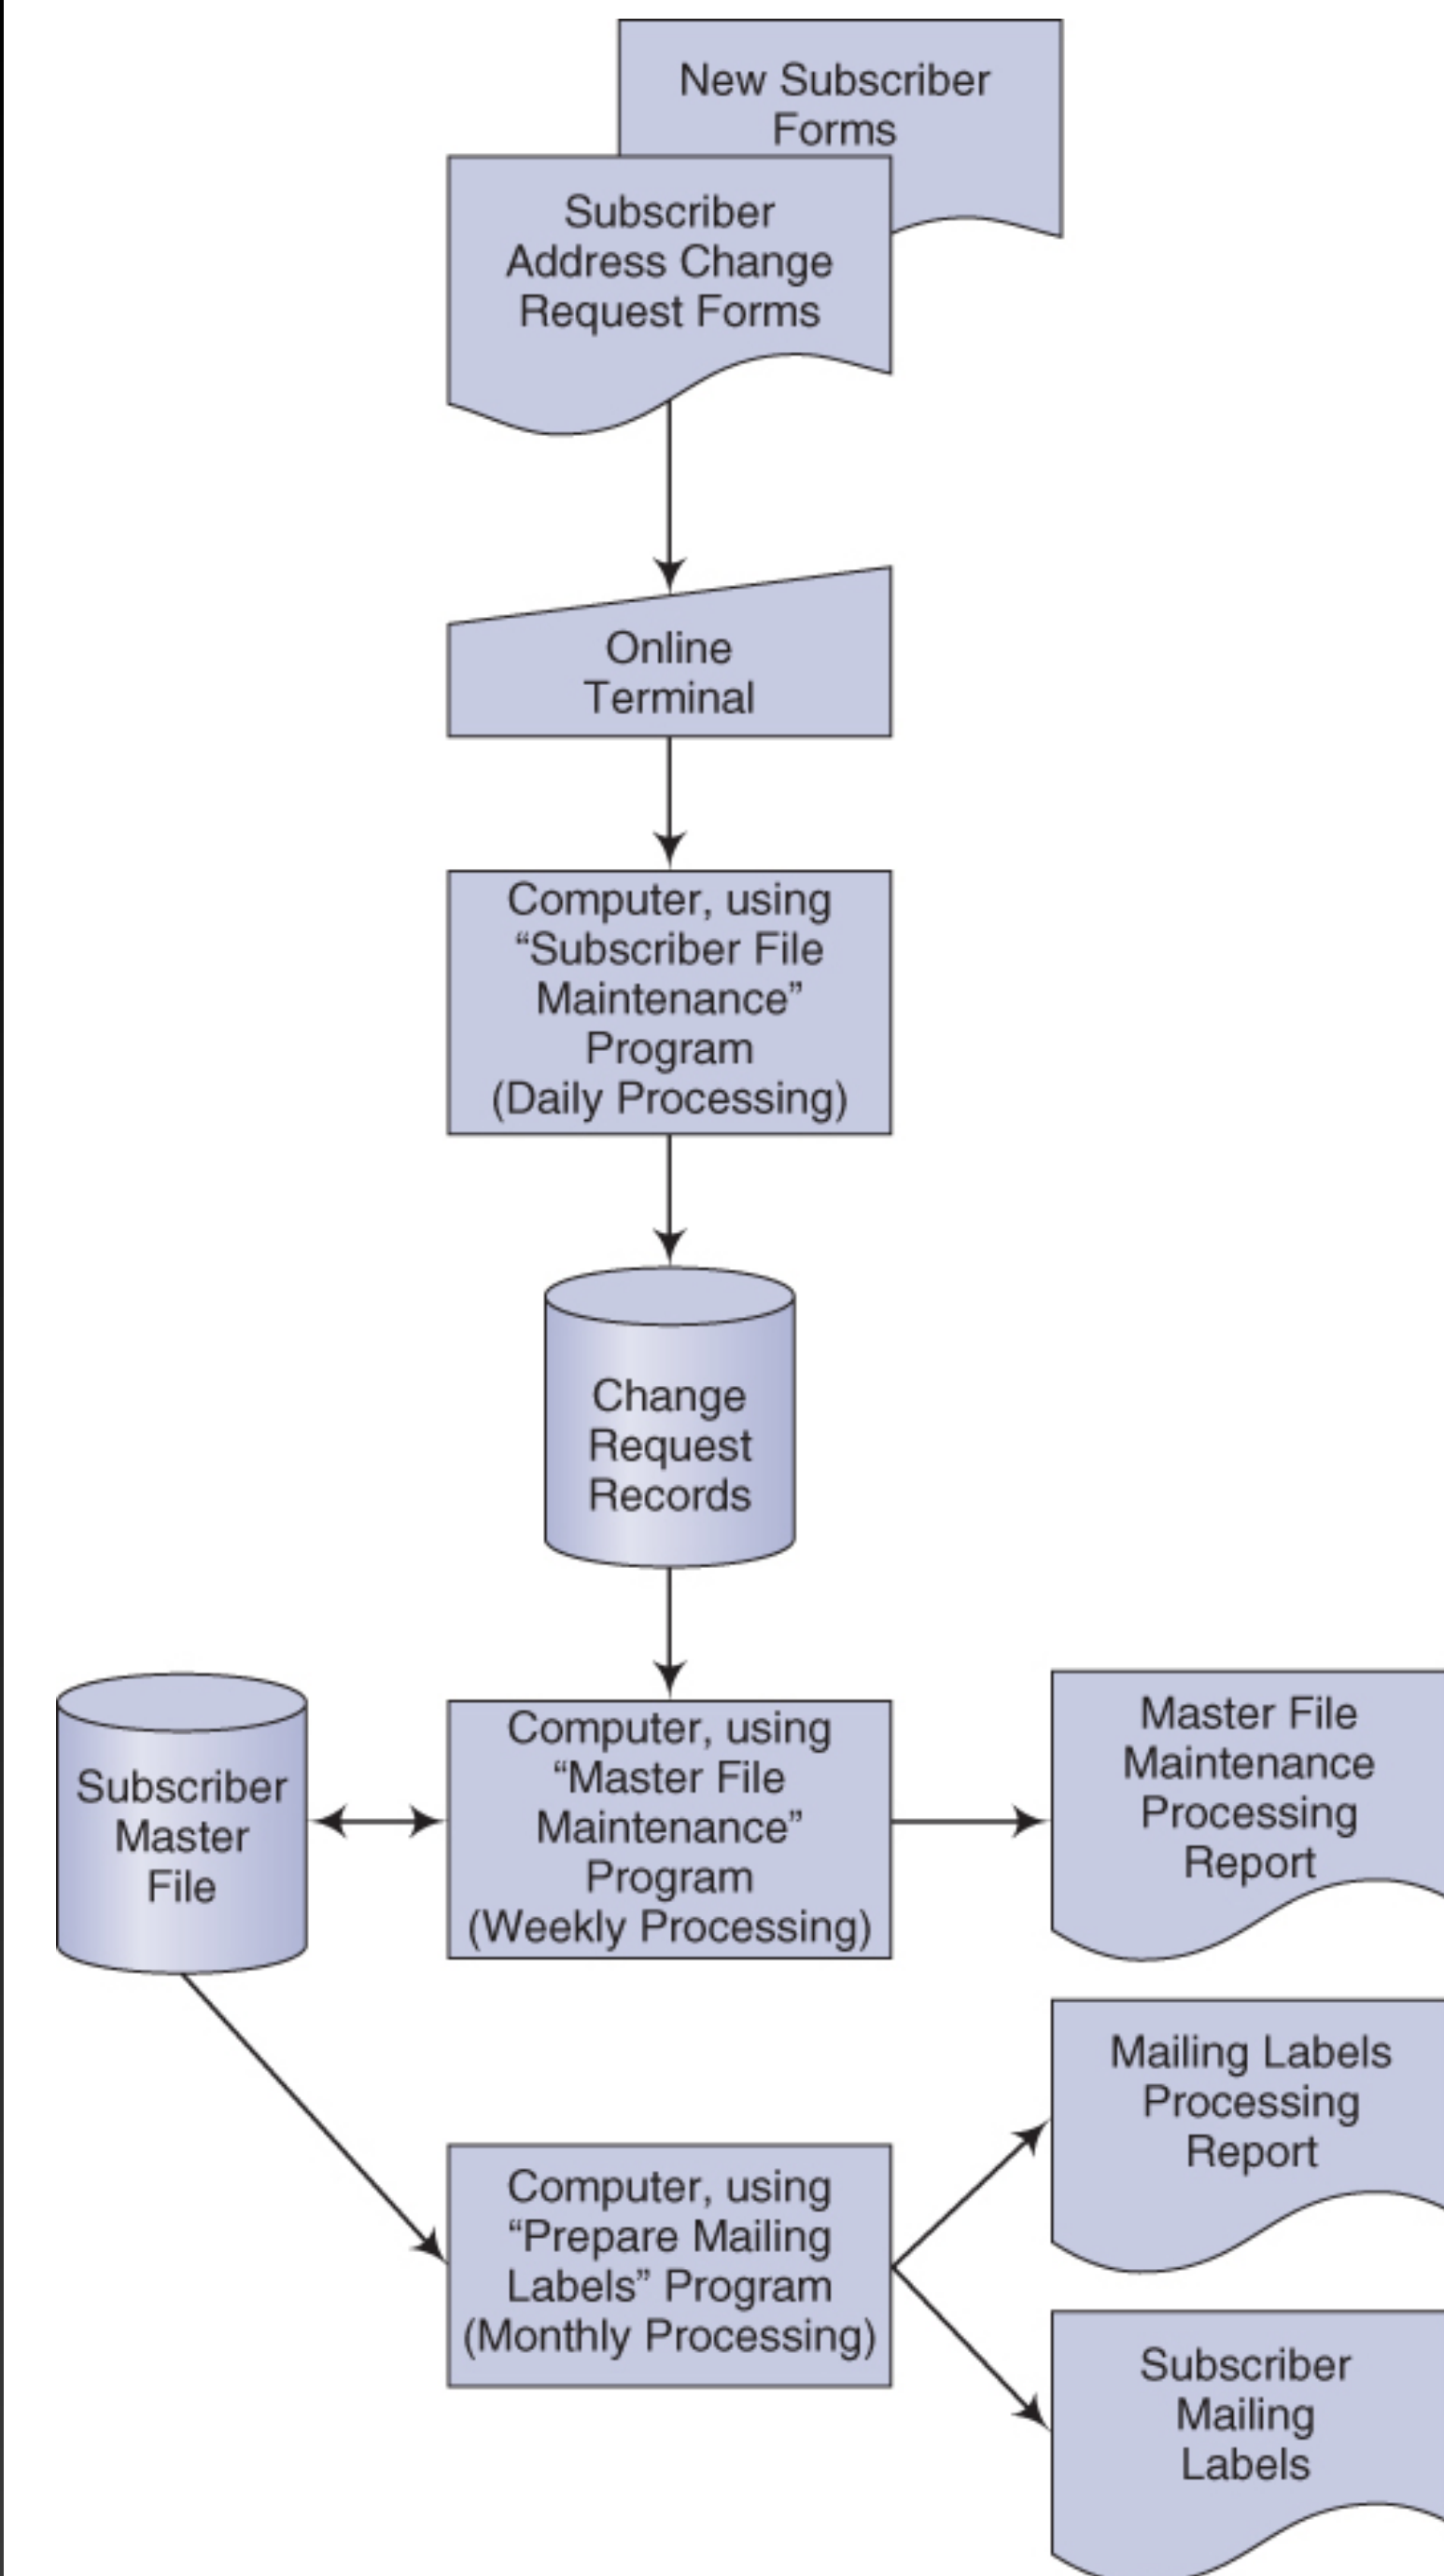 New Subscriber
Forms
Subscriber
Address Change
Request Forms
Online
Terminal
Computer, using
“Subscriber File
Maintenance”
Program
(Daily Processing)
Change
Request
Records
Subscriber
Master
File
Computer, using
“Master File
Maintenance”
Program
(Weekly Processing)
Master File
Maintenance
Processing
Report
Mailing Labels
Processing
Report
Computer, using
“Prepare Mailing
Labels” Program
(Monthly Processing)
Subscriber
Mailing
Labels